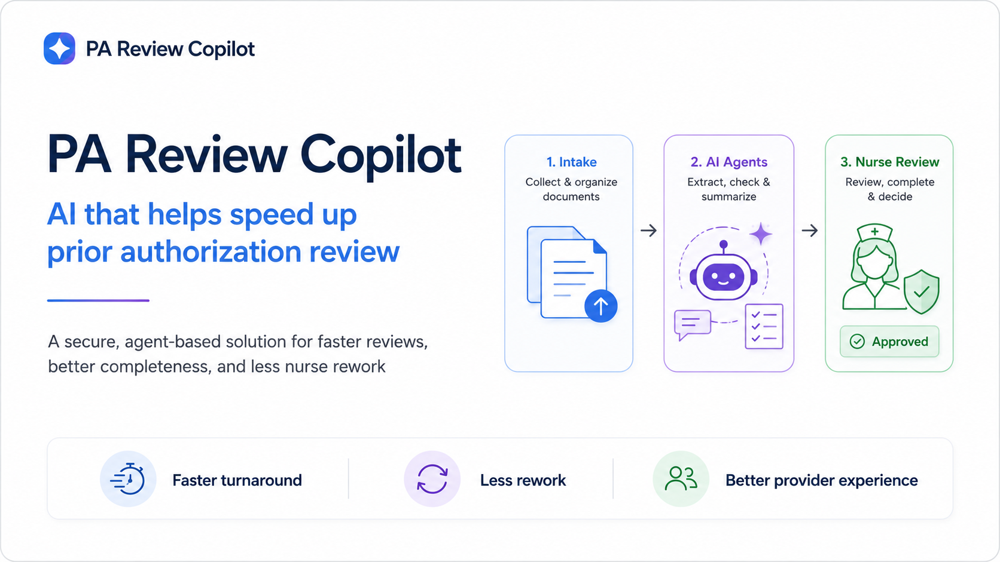 PA Review Copilot
PA Review Copilot
AI that helps speed up
prior authorization review
A secure, agent-based solution for faster reviews,
better completeness, and less nurse rework
1. Intake
Collect & organize
documents
2. AI Agents
Extract, check &
summarize
3. Nurse Review
Review, complete
& decide
Approved
Faster turnaround
Less rework
Better provider experience